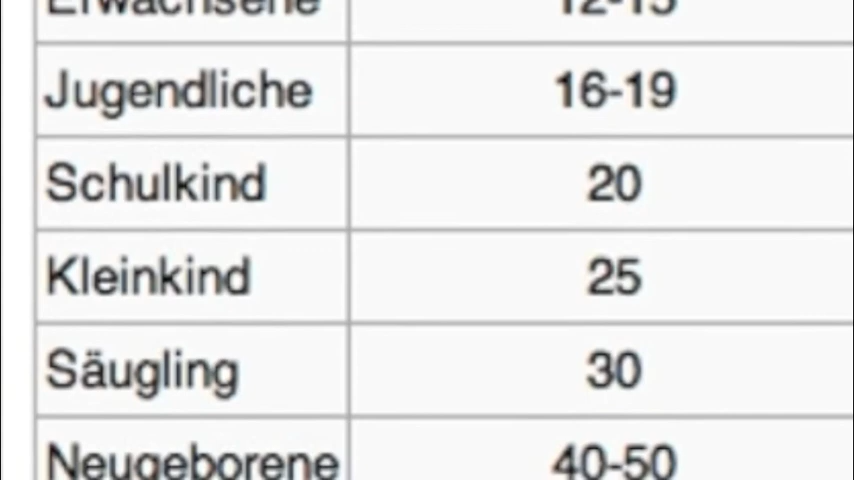 Erwachsene 12-15
Jugendliche 16-19
Schulkind 20
Kleinkind 25
Säugling 30
Neugeborene 40-50